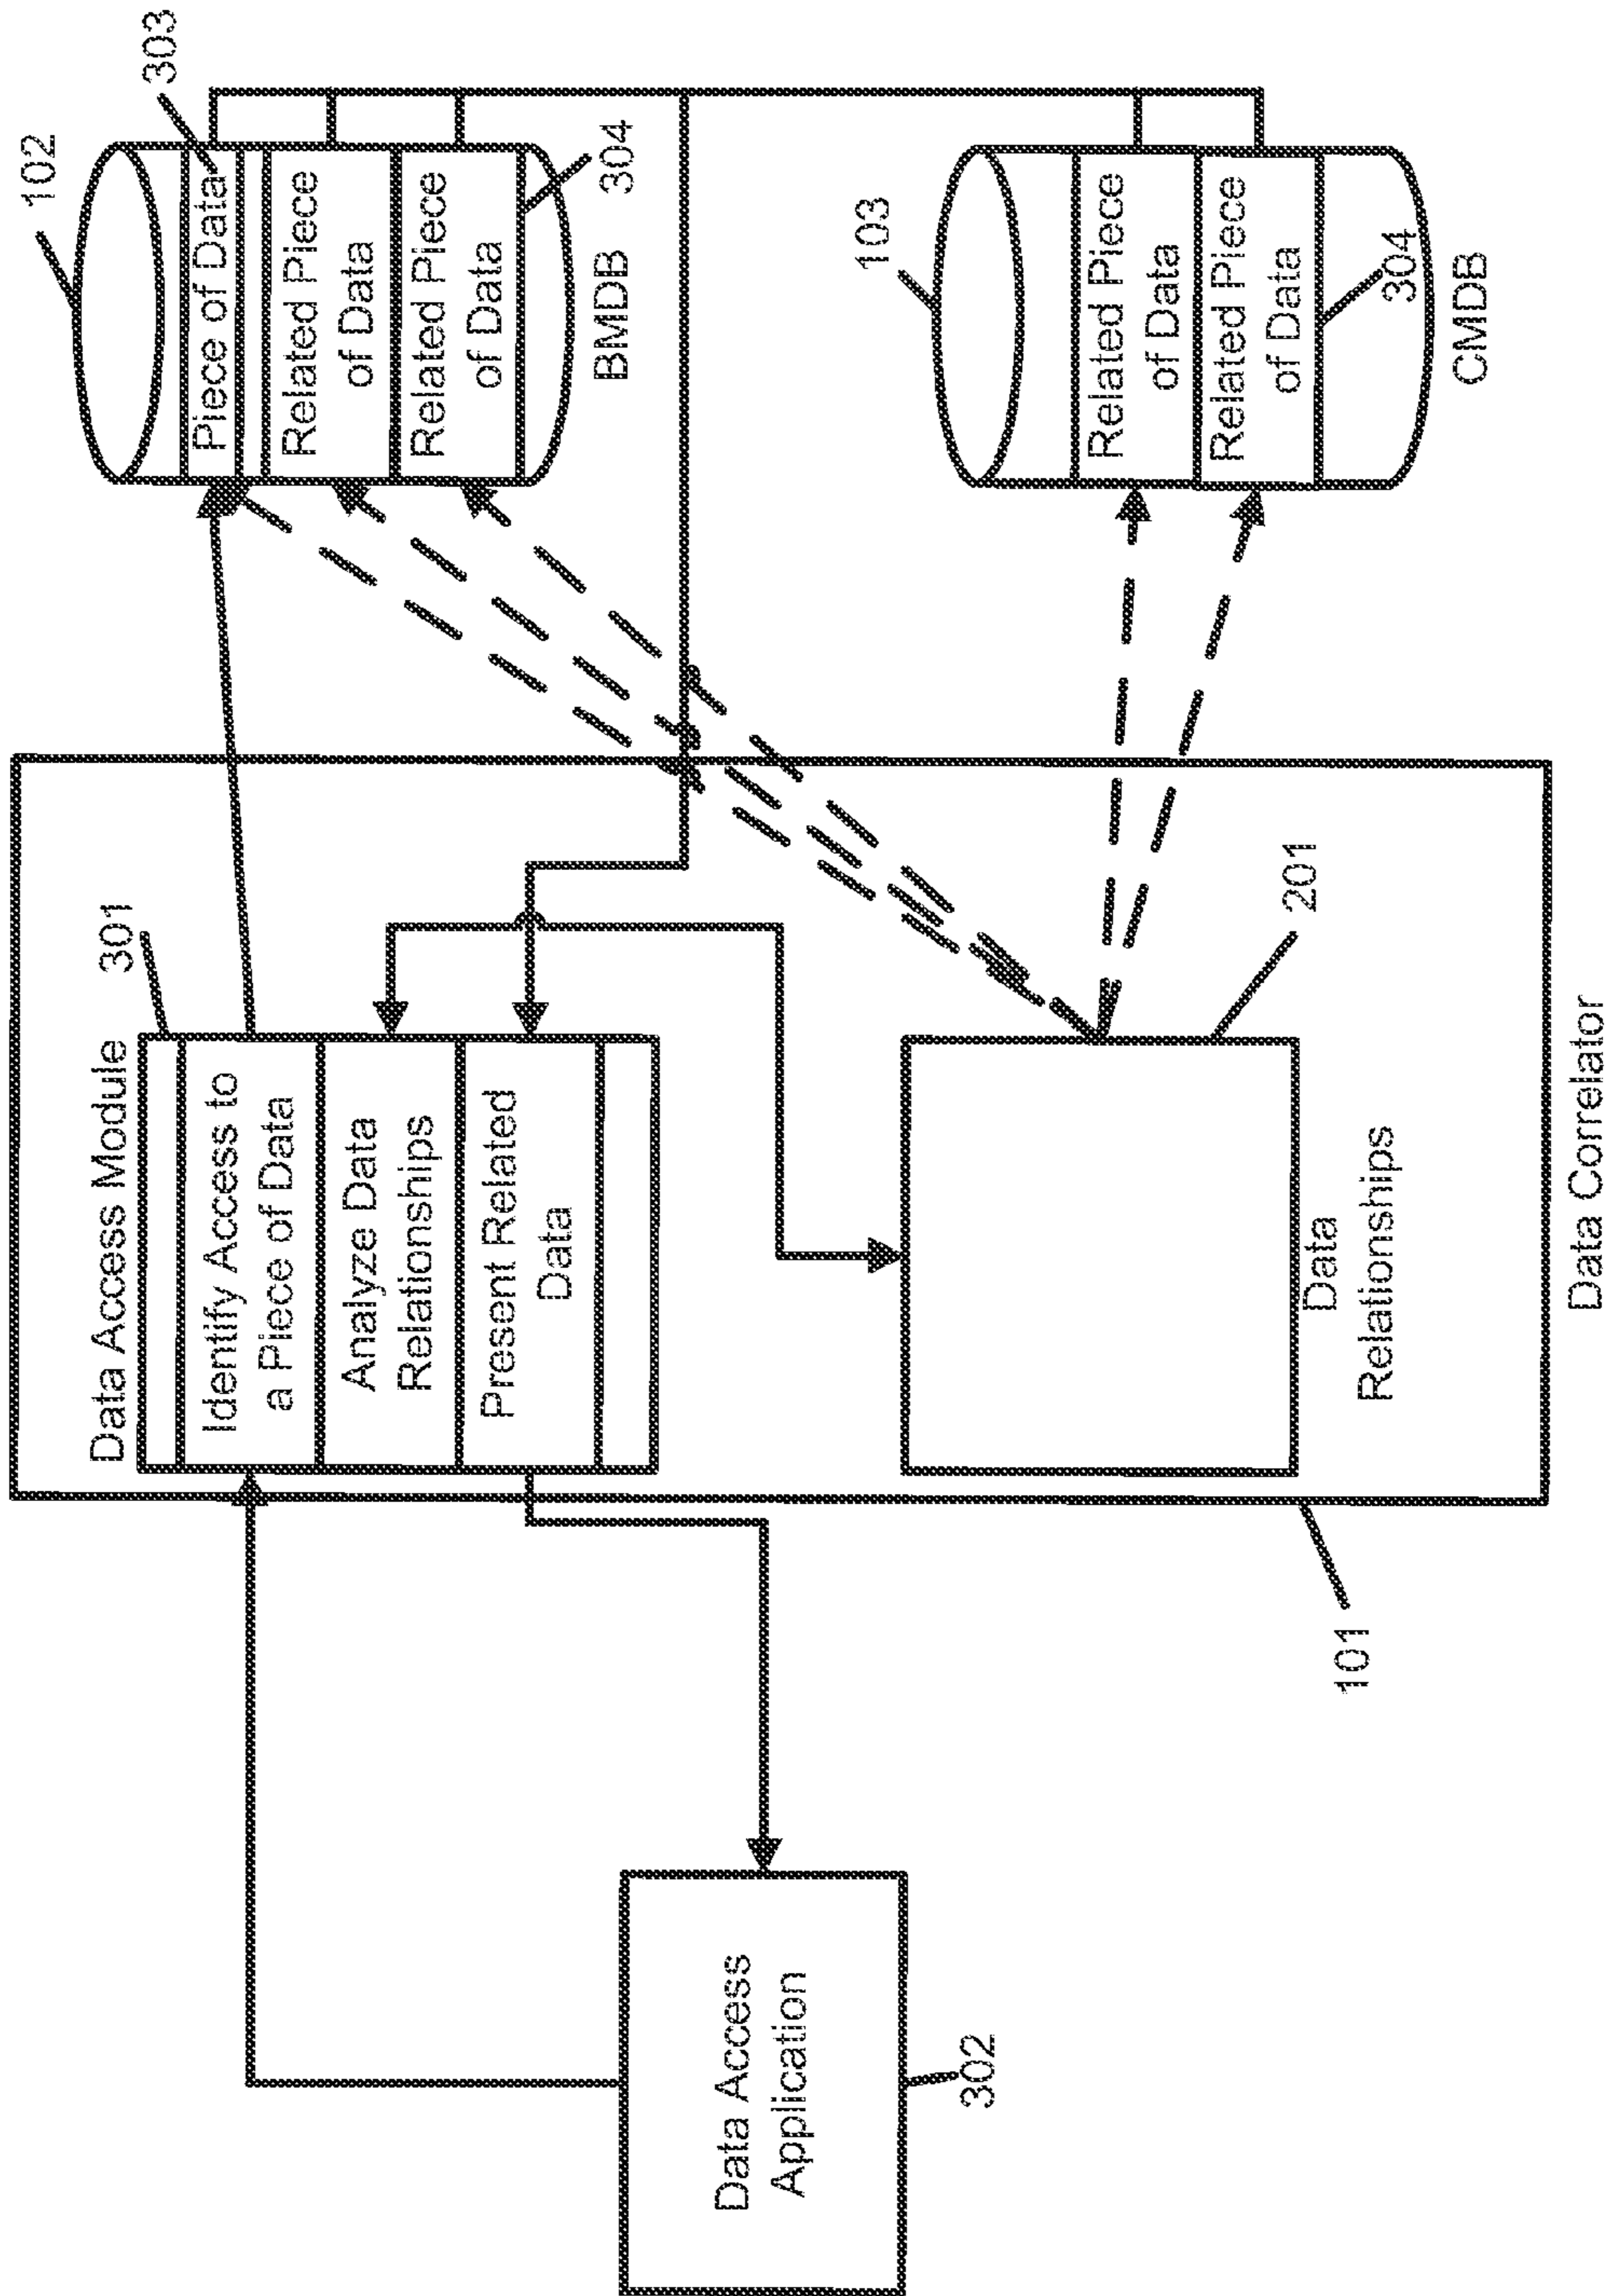 102
303
Piece of Data
Related Piece
of Data
Related Piece
of Data
304
BMDB
103
Related Piece
of Data
Related Piece
of Data
304
CMDB
Data Access Module
301
Identify Access to
a Piece of Data
Analyze Data
Relationships
Present Related
Data
201
Data
Relationships
Data Correlator
101
Data Access
Application
302